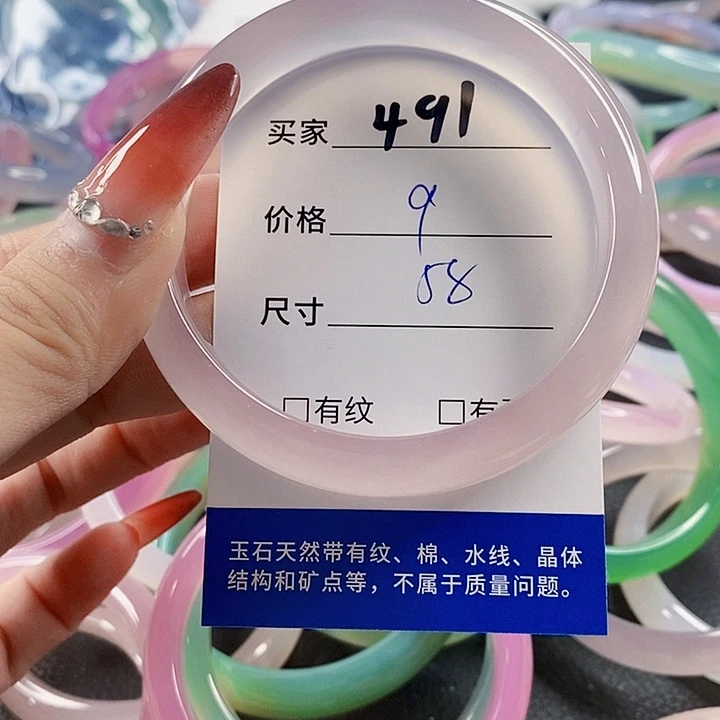 买家 491
价格 9
尺寸 58
□有纹 □有
玉石天然带有纹、棉、水线、晶体
结构和矿点等，不属于质量问题。